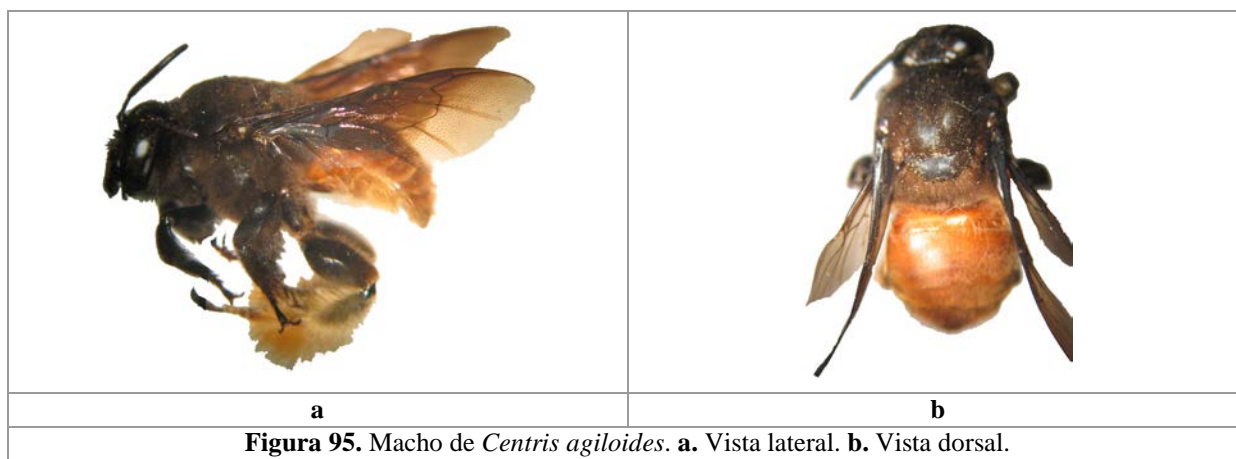 a b
Figura 95. Macho de Centris agiloides. a. Vista lateral. b. Vista dorsal.